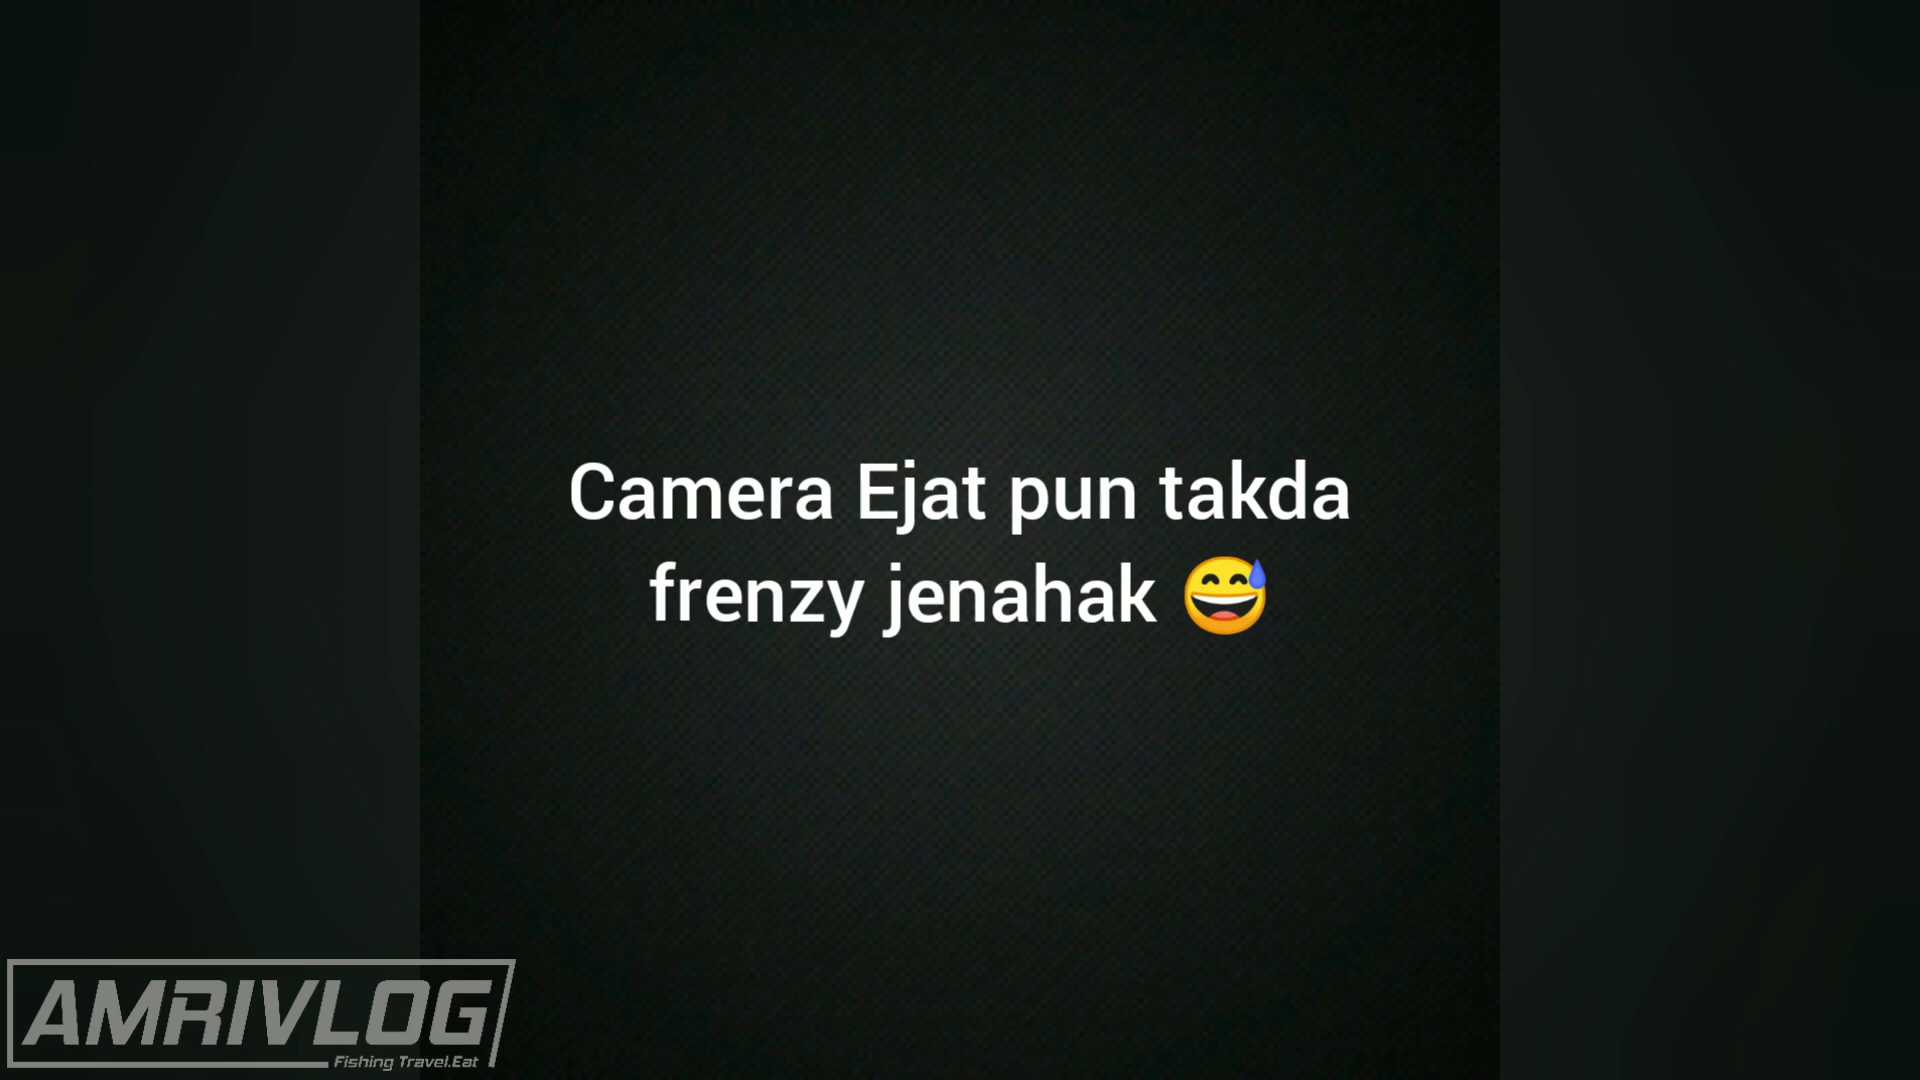 Camera Ejat pun takda
frenzy jenahak 😅
AMRIVLOG
Fishing Travel.Eat